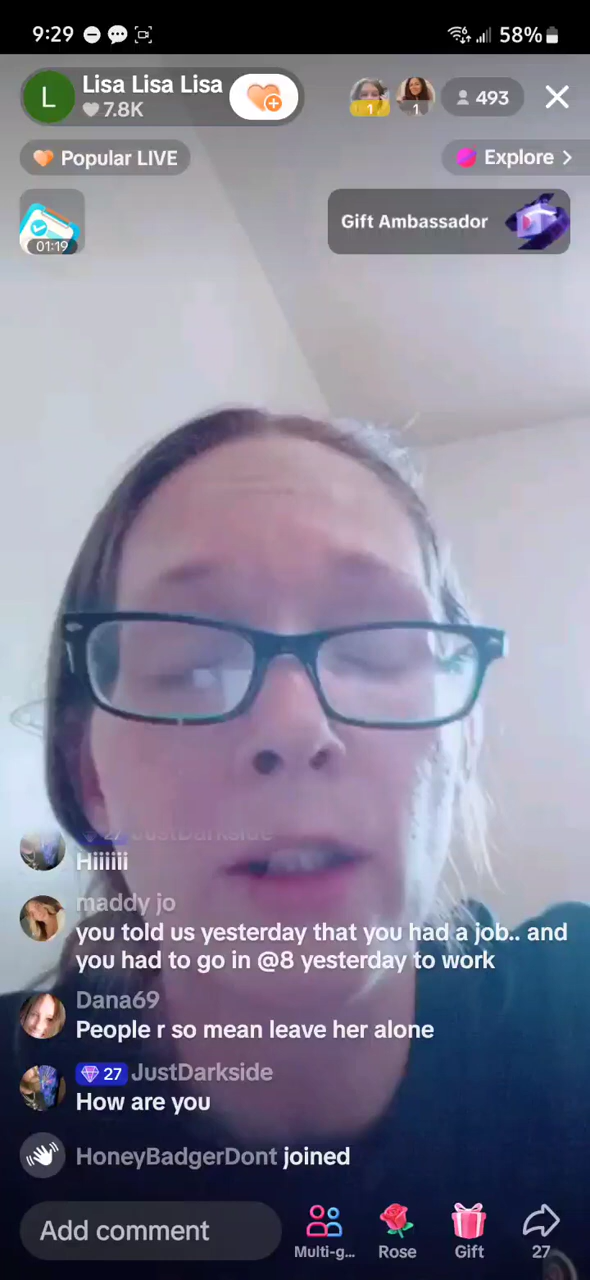 9:29
58%
L
Lisa Lisa Lisa
7.8K
1
1
493
Popular LIVE
Explore >
01:19
Gift Ambassador
27 JustDarkside
Hiiiiii
maddy jo
you told us yesterday that you had a job.. and
you had to go in @8 yesterday to work
Dana69
People r so mean leave her alone
27 JustDarkside
How are you
HoneyBadgerDont joined
Add comment
Multi-g...
Rose
Gift
27